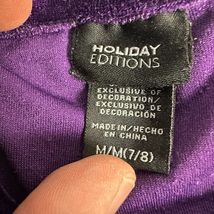 HOLIDAY
EDITIONS
EXCLUSIVE OF
DECORATION/
EXCLUSIVO DE
DECORACIÓN
MADE IN/HECHO
EN CHINA
M/M(7/8)